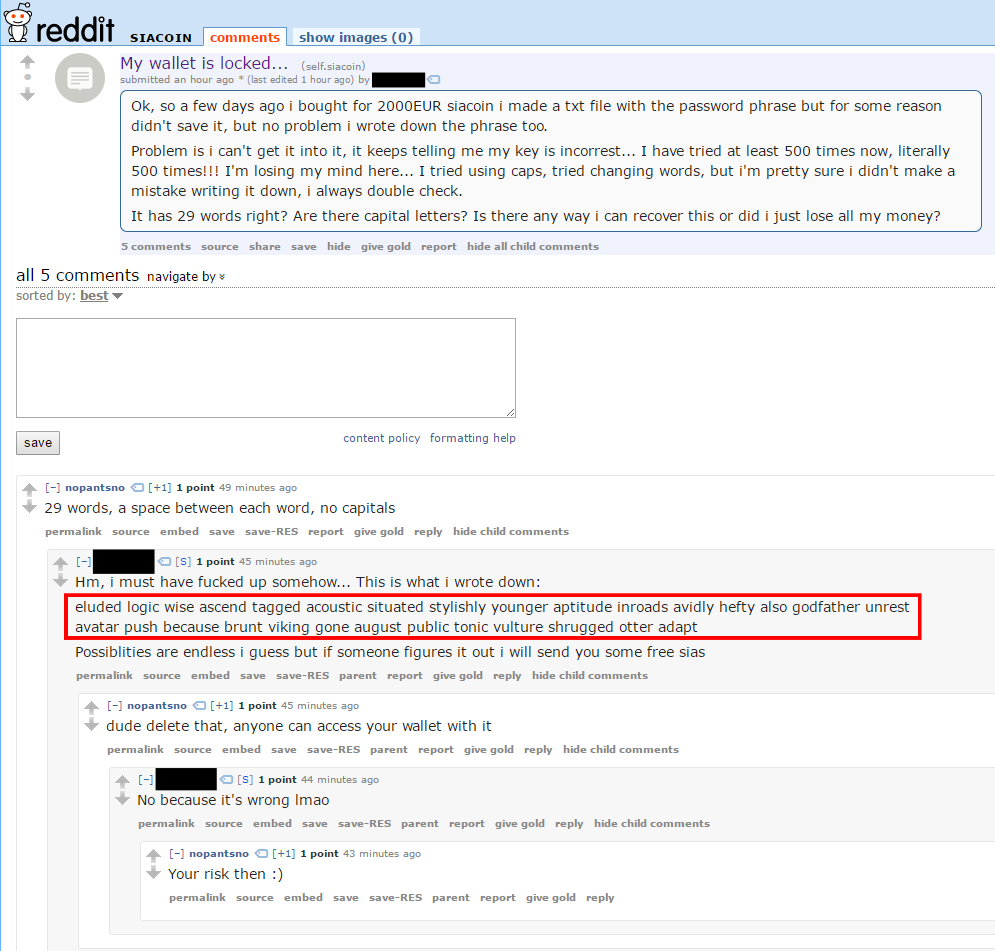 reddit SIACOIN comments show images (0)
My wallet is locked... (self.siacoin)
submitted an hour ago * (last edited 1 hour ago) by
Ok, so a few days ago i bought for 2000EUR siacoin i made a txt file with the password phrase but for some reason
didn't save it, but no problem i wrote down the phrase too.
Problem is i can't get it into it, it keeps telling me my key is incorrest... I have tried at least 500 times now, literally
500 times!!! I'm losing my mind here... I tried using caps, tried changing words, but i'm pretty sure i didn't make a
mistake writing it down, i always double check.
It has 29 words right? Are there capital letters? Is there any way i can recover this or did i just lose all my money?
5 comments source share save hide give gold report hide all child comments
all 5 comments navigate by
sorted by: best
save content policy formatting help
[–] nopantsno [+1] 1 point 49 minutes ago
29 words, a space between each word, no capitals
permalink source embed save save-RES report give gold reply hide child comments
[–] [S] 1 point 45 minutes ago
Hm, i must have fucked up somehow... This is what i wrote down:
eluded logic wise ascend tagged acoustic situated stylishly younger aptitude inroads avidly hefty also godfather unrest
avatar push because brunt viking gone august public tonic vulture shrugged otter adapt
Possiblities are endless i guess but if someone figures it out i will send you some free sias
permalink source embed save save-RES parent report give gold reply hide child comments
[–] nopantsno [+1] 1 point 45 minutes ago
dude delete that, anyone can access your wallet with it
permalink source embed save save-RES parent report give gold reply hide child comments
[–] [S] 1 point 44 minutes ago
No because it's wrong lmao
permalink source embed save save-RES parent report give gold reply hide child comments
[–] nopantsno [+1] 1 point 43 minutes ago
Your risk then :)
permalink source embed save save-RES parent report give gold reply